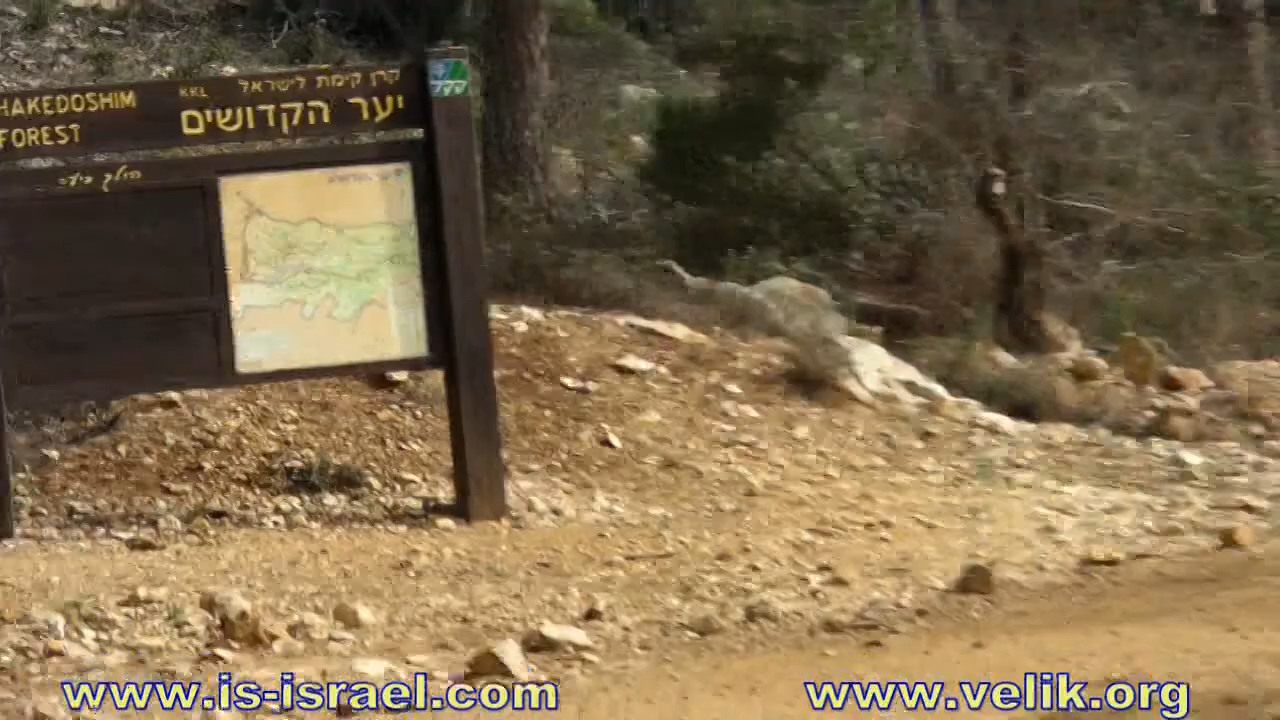 קרן קימת לישראל KKL
יער הקדושים
HAKEDOSHIM
FOREST
www.is-israel.com
www.velik.org